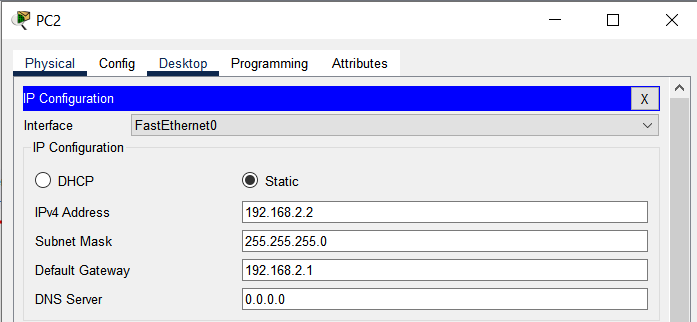 PC2
Physical Config Desktop Programming Attributes
IP Configuration X
Interface FastEthernet0
IP Configuration
DHCP Static
IPv4 Address 192.168.2.2
Subnet Mask 255.255.255.0
Default Gateway 192.168.2.1
DNS Server 0.0.0.0